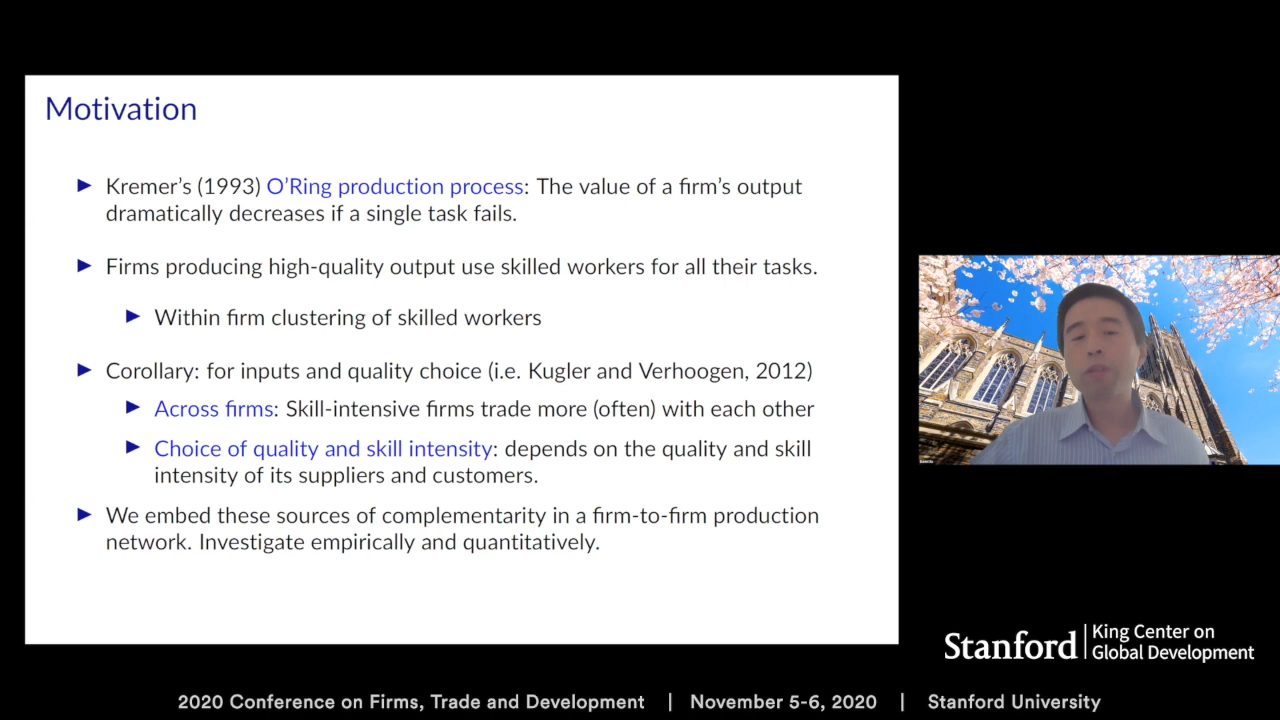 Motivation
► Kremer's (1993) O'Ring production process: The value of a firm's output
dramatically decreases if a single task fails.
► Firms producing high-quality output use skilled workers for all their tasks.
► Within firm clustering of skilled workers
► Corollary: for inputs and quality choice (i.e. Kugler and Verhoogen, 2012)
► Across firms: Skill-intensive firms trade more (often) with each other
► Choice of quality and skill intensity: depends on the quality and skill
intensity of its suppliers and customers.
► We embed these sources of complementarity in a firm-to-firm production
network. Investigate empirically and quantitatively.
Stanford | King Center on
Global Development
2020 Conference on Firms, Trade and Development | November 5-6, 2020 | Stanford University